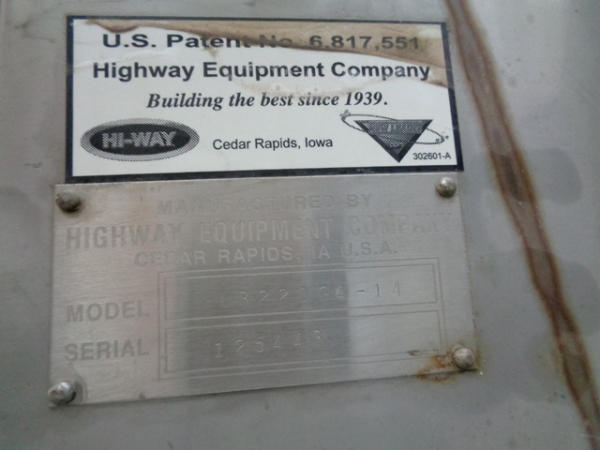 U.S. Patent No. 6,817,551
Highway Equipment Company
Building the best since 1939.
HI-WAY
Cedar Rapids, Iowa
302601-A
MANUFACTURED BY
HIGHWAY EQUIPMENT COMPANY
CEDAR RAPIDS, IA U.S.A.
MODEL
SERIAL